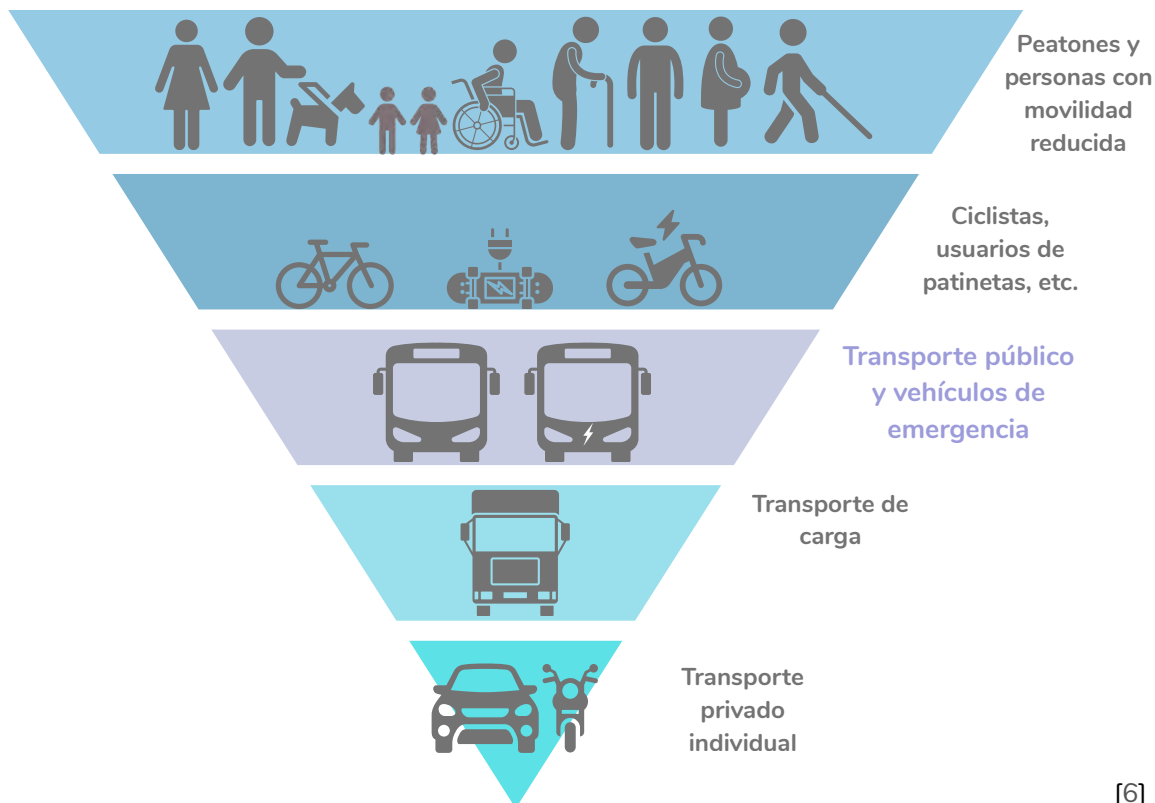 Peatones y
personas con
movilidad
reducida
Ciclistas,
usuarios de
patinetas, etc.
Transporte público
y vehículos de
emergencia
Transporte de
carga
Transporte
privado
individual
[6]